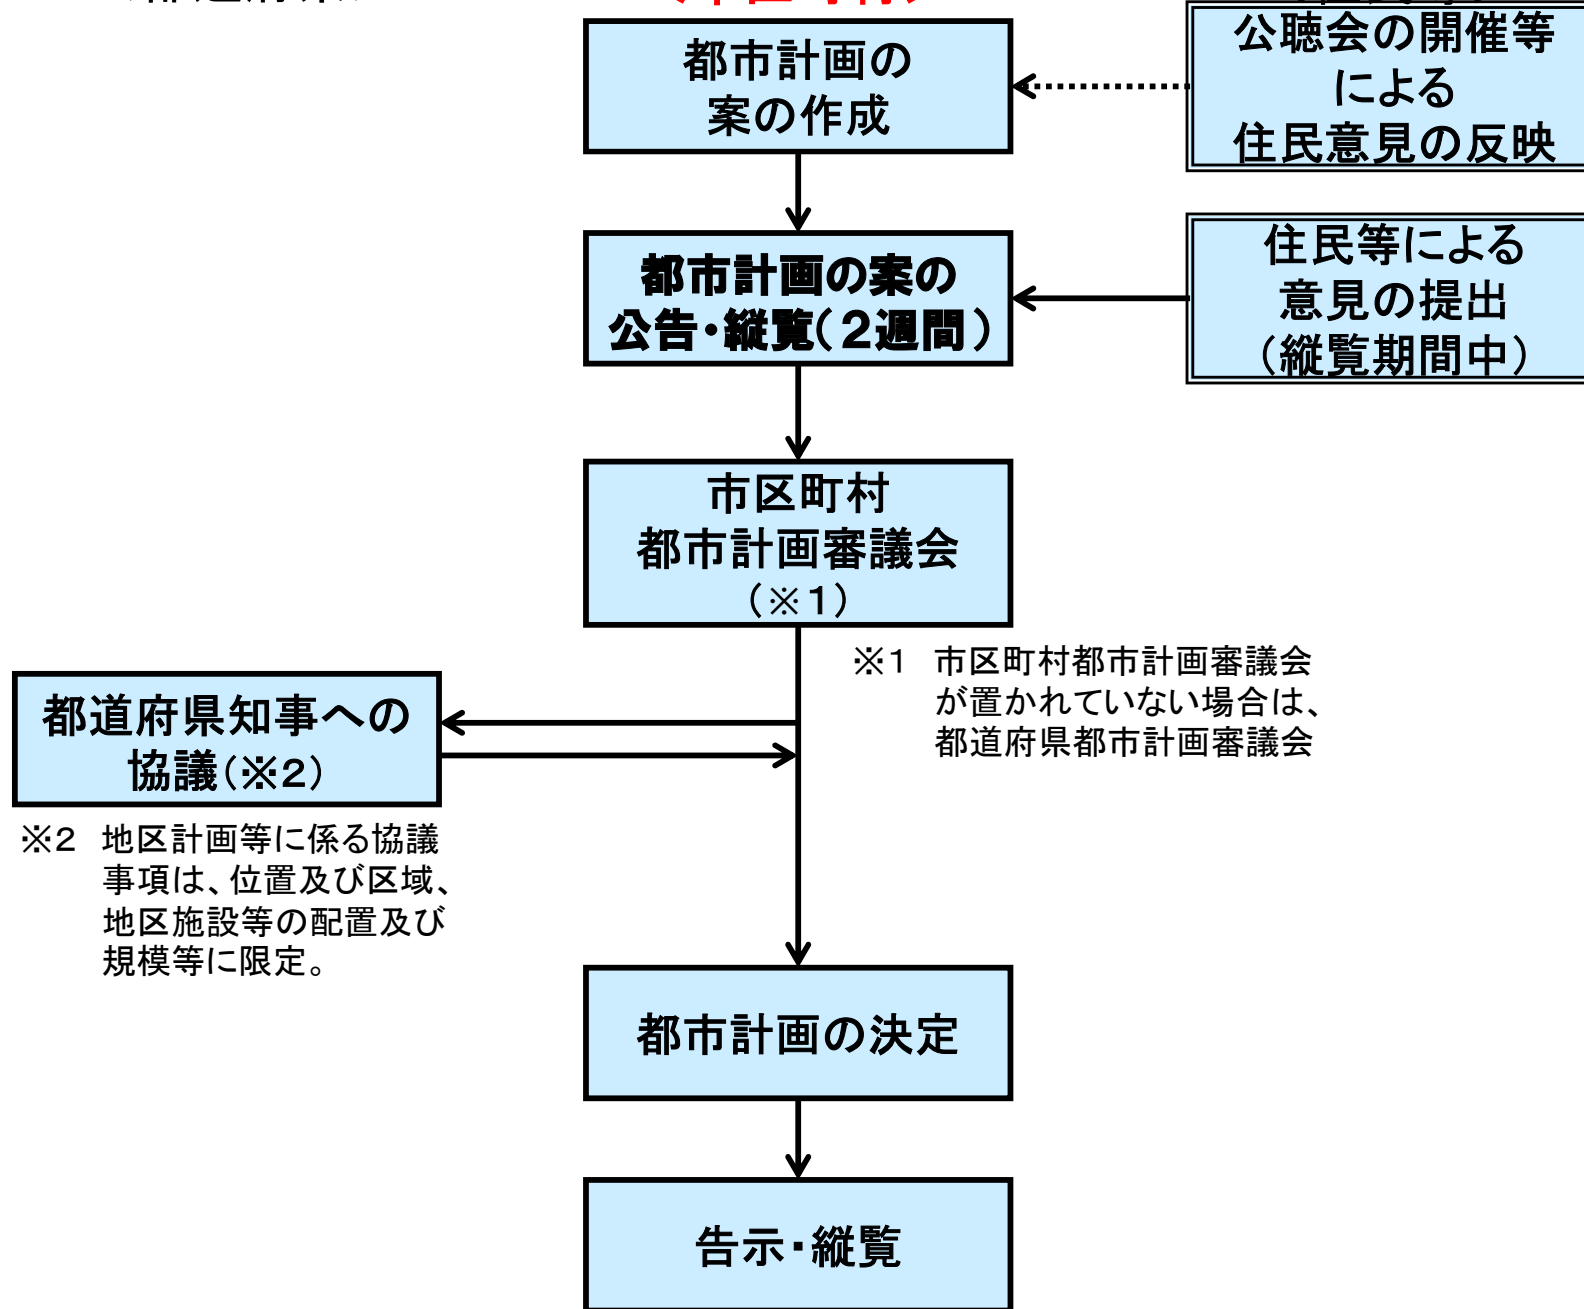 都市計画の
案の作成
公聴会の開催等
による
住民意見の反映
都市計画の案の
公告・縦覧(2週間)
住民等による
意見の提出
(縦覧期間中)
市区町村
都市計画審議会
(※1)
※1 市区町村都市計画審議会
が置かれていない場合は、
都道府県都市計画審議会
都道府県知事への
協議(※2)
※2 地区計画等に係る協議
事項は、位置及び区域、
地区施設等の配置及び
規模等に限定。
都市計画の決定
告示・縦覧